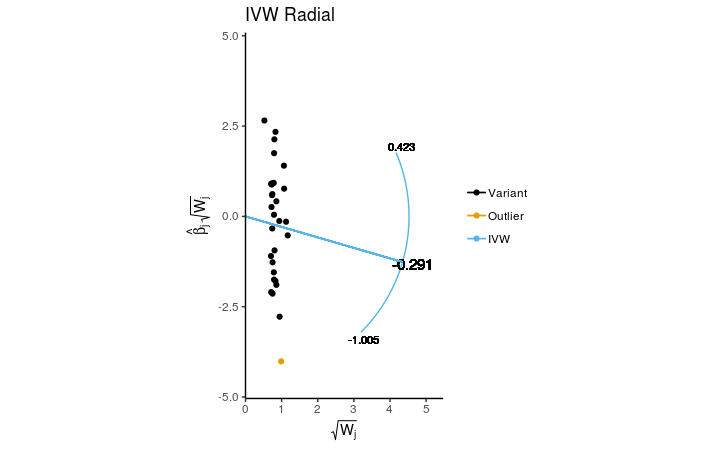 IVW Radial
5.0
2.5
0.0
-2.5
-5.0
β̂j√Wj
0.423
-0.291
-1.005
Variant
Outlier
IVW
0 1 2 3 4 5
√Wj